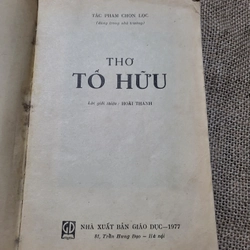 TÁC PHẨM CHỌN LỌC
(dùng trong nhà trường)
THƠ
TỐ HỮU
Lời giới thiệu: HOÀI THANH
NHÀ XUẤT BẢN GIÁO DỤC—1977
81, Trần Hưng Đạo — Hà nội